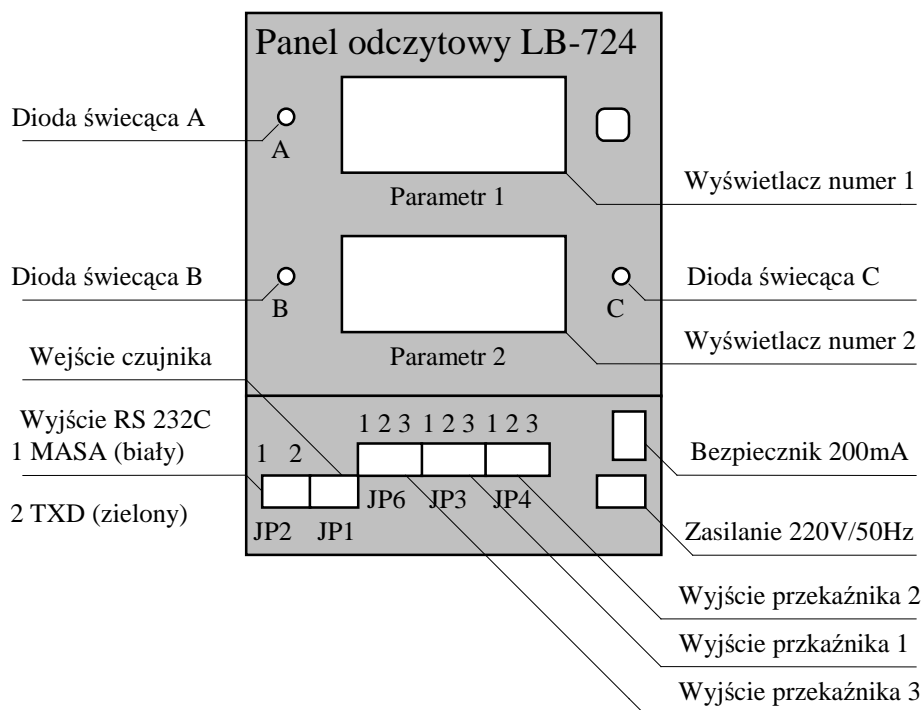 Panel odczytowy LB-724
Dioda świecąca A
A
Wyświetlacz numer 1
Parametr 1
Dioda świecąca B
B
Dioda świecąca C
C
Wyświetlacz numer 2
Parametr 2
Wejście czujnika
Wyjście RS 232C
1 MASA (biały)
2 TXD (zielony)
1 2
1 2 3 1 2 3 1 2 3
JP6 JP3 JP4
JP2 JP1
Bezpiecznik 200mA
Zasilanie 220V/50Hz
Wyjście przekaźnika 2
Wyjście przkaźnika 1
Wyjście przekaźnika 3